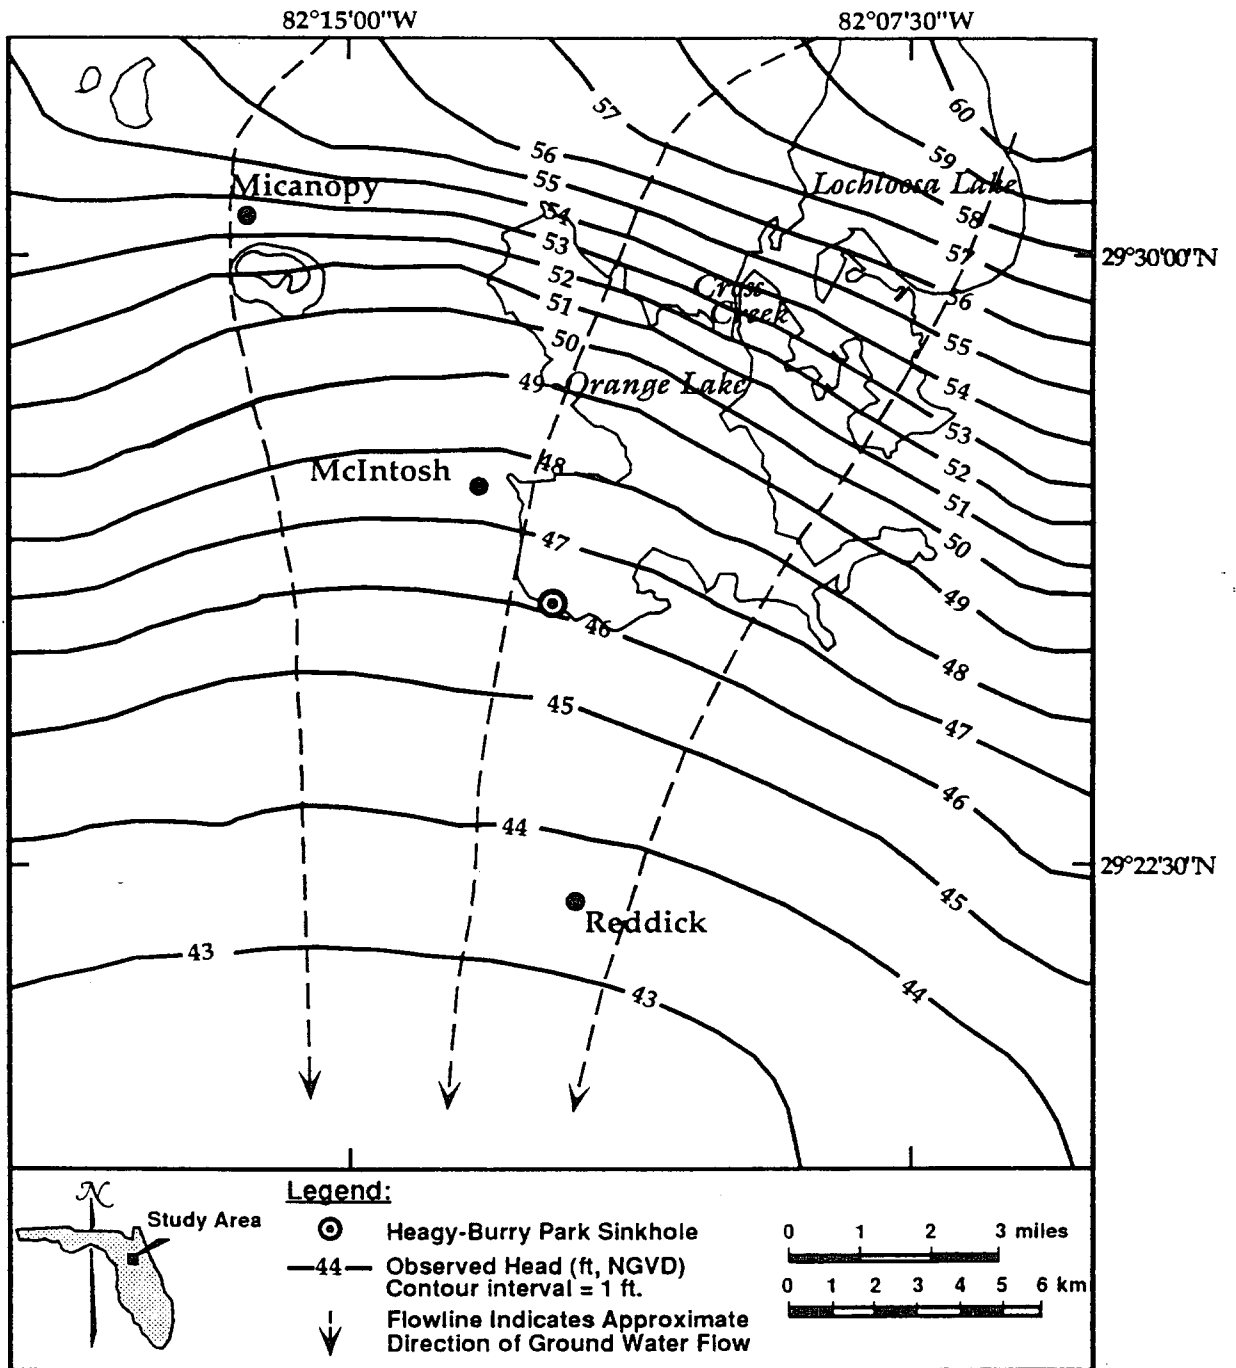 82°15'00"W
82°07'30"W
57
60
56
59
55
Micanopy
Lochloosa Lake
54
58
53
57
29°30'00"N
52
Cross
Creek
56
51
50
55
49
Orange Lake
54
53
48
McIntosh
52
51
47
50
49
46
48
45
47
46
44
29°22'30"N
45
Reddick
43
44
43
N
Study Area
Legend:
Heagy-Burry Park Sinkhole
44
Observed Head (ft, NGVD)
Contour interval = 1 ft.
Flowline Indicates Approximate
Direction of Ground Water Flow
0 1 2 3 miles
0 1 2 3 4 5 6 km